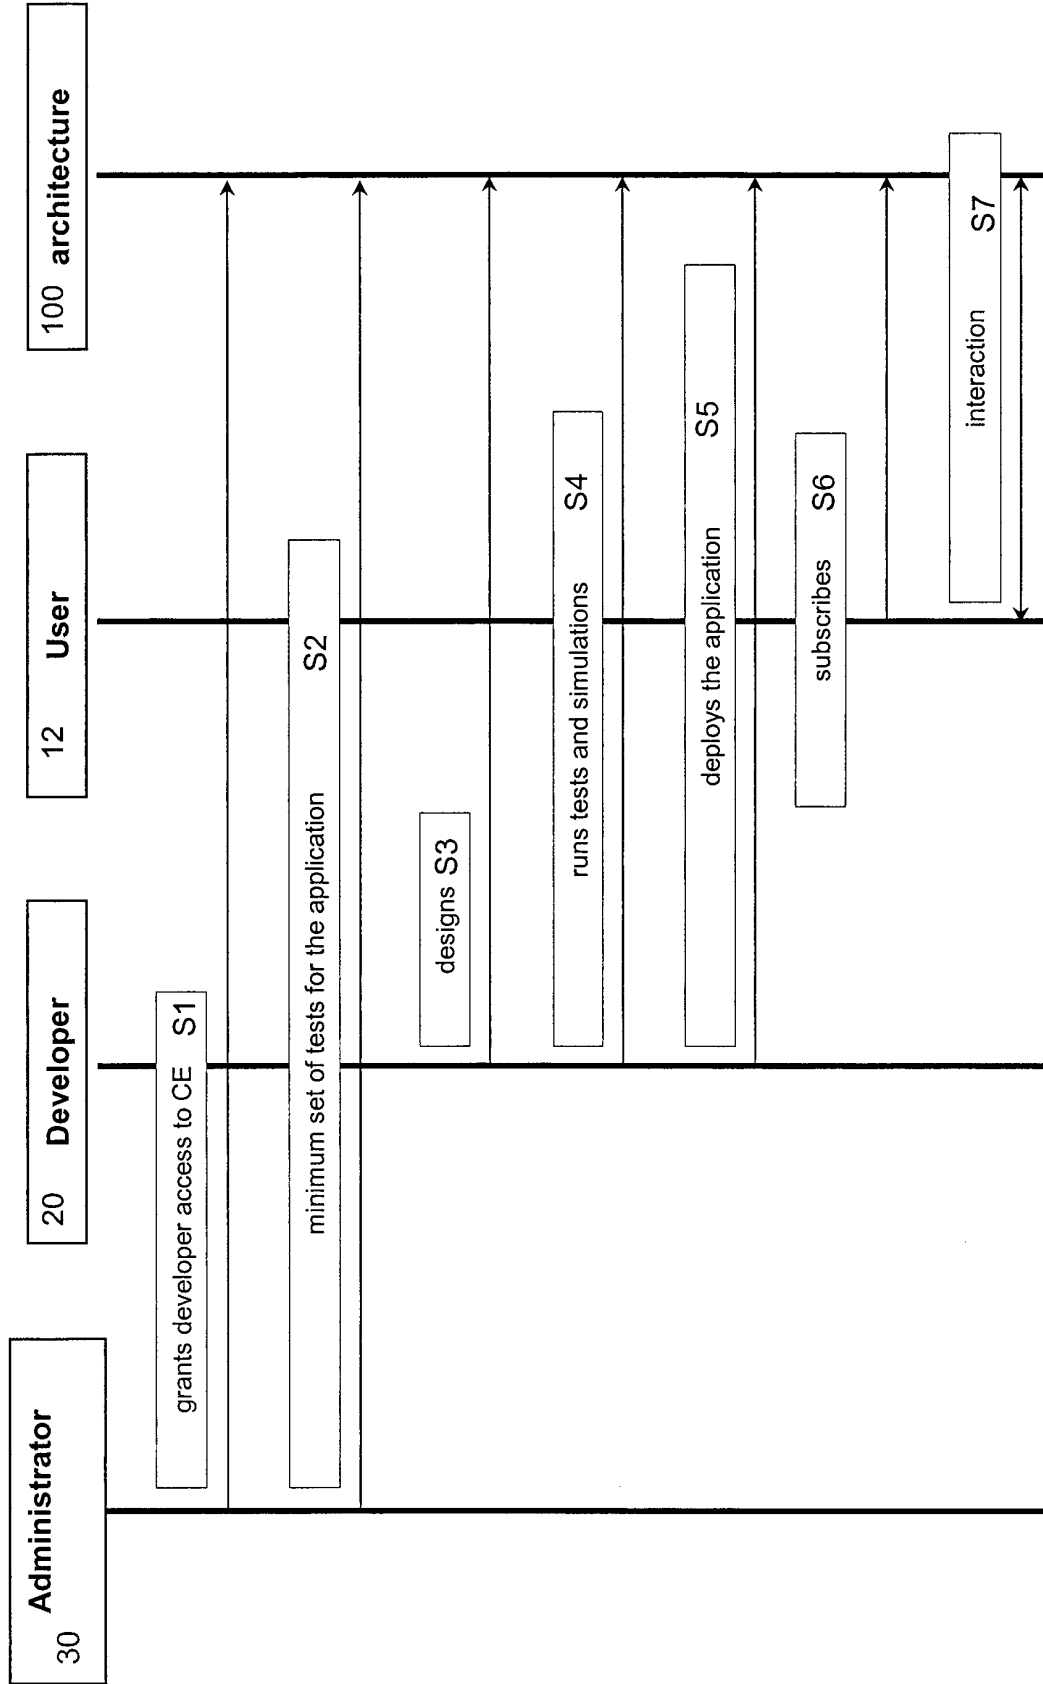 30 Administrator
20 Developer
12 User
100 architecture
grants developer access to CE S1
minimum set of tests for the application S2
designs S3
runs tests and simulations S4
deploys the application S5
subscribes S6
interaction S7